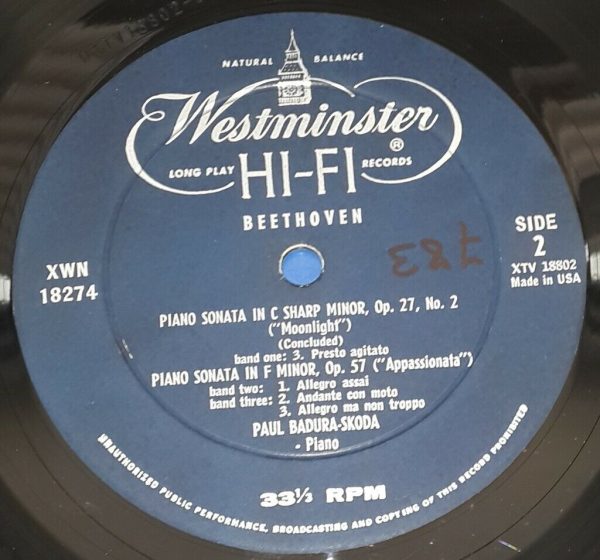 NATURAL BALANCE
Westminster ®
LONG PLAY HI-FI RECORDS
BEETHOVEN
XWN
18274
SIDE
2
XTV 18802
Made in USA
783
PIANO SONATA IN C SHARP MINOR, Op. 27, No. 2
("Moonlight")
(Concluded)
band one: 3. Presto agitato
PIANO SONATA IN F MINOR, Op. 57 ("Appassionata")
band two: 1. Allegro assai
band three: 2. Andante con moto
3. Allegro ma non troppo
PAUL BADURA-SKODA
- Piano
33⅓ RPM
UNAUTHORIZED PUBLIC PERFORMANCE, BROADCASTING AND COPYING OF THIS RECORD PROHIBITED